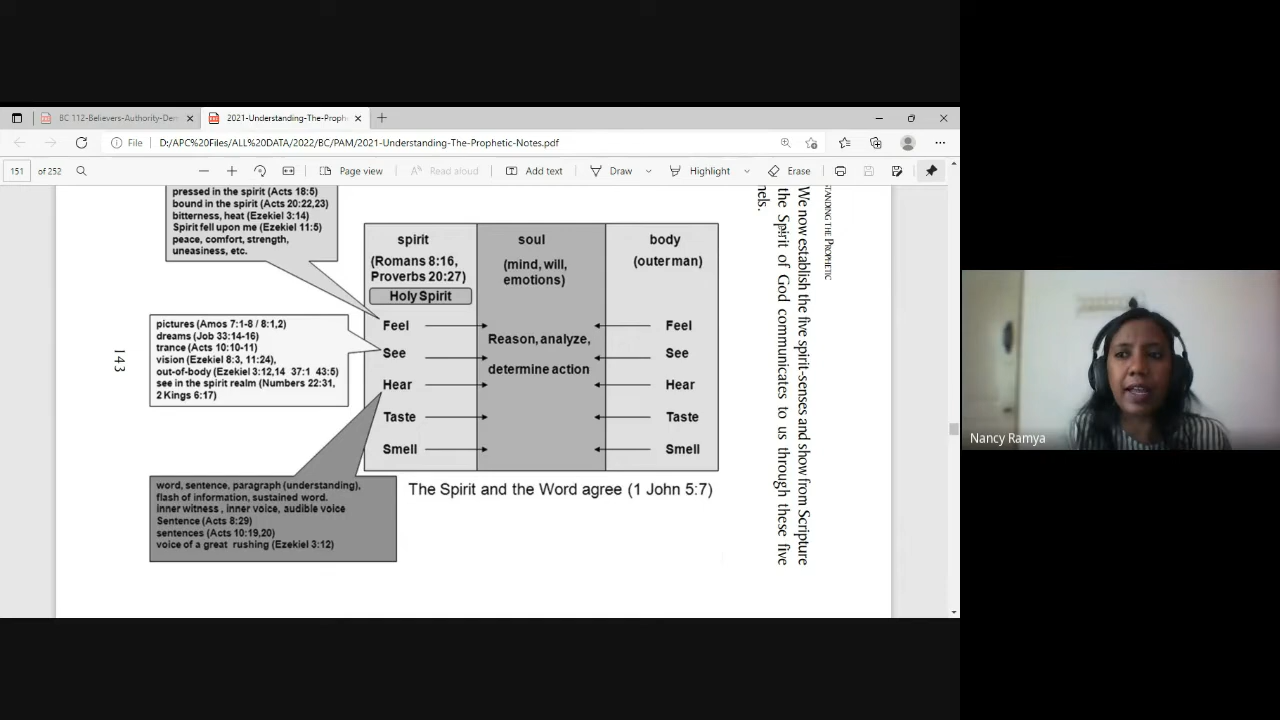 BC 112-Believers-Authority-Dem
2021-Understanding-The-Proph
File
D:/APC%20Files/ALL%20DATA/2022/BC/PAM/2021-Understanding-The-Prophetic-Notes.pdf
151 of 252
Page view
Read aloud
Add text
Draw
Highlight
Erase
pressed in the spirit (Acts 18:5)
bound in the spirit (Acts 20:22,23)
bitterness, heat (Ezekiel 3:14)
Spirit fell upon me (Ezekiel 11:5)
peace, comfort, strength,
uneasiness, etc.
spirit
(Romans 8:16,
Proverbs 20:27)
Holy Spirit
Feel
See
Hear
Taste
Smell
soul
(mind, will,
emotions)
Reason, analyze,
determine action
body
(outer man)
Feel
See
Hear
Taste
Smell
pictures (Amos 7:1-8 / 8:1,2)
dreams (Job 33:14-16)
trance (Acts 10:10-11)
vision (Ezekiel 8:3, 11:24),
out-of-body (Ezekiel 3:12,14 37:1 43:5)
see in the spirit realm (Numbers 22:31,
2 Kings 6:17)
word, sentence, paragraph (understanding),
flash of information, sustained word.
inner witness , inner voice, audible voice
Sentence (Acts 8:29)
sentences (Acts 10:19,20)
voice of a great rushing (Ezekiel 3:12)
The Spirit and the Word agree (1 John 5:7)
143
STANDING THE PROPHETIC
We now establish the five spirit-senses and show from Scripture
the Spirit of God communicates to us through these five
nels.
Nancy Ramya